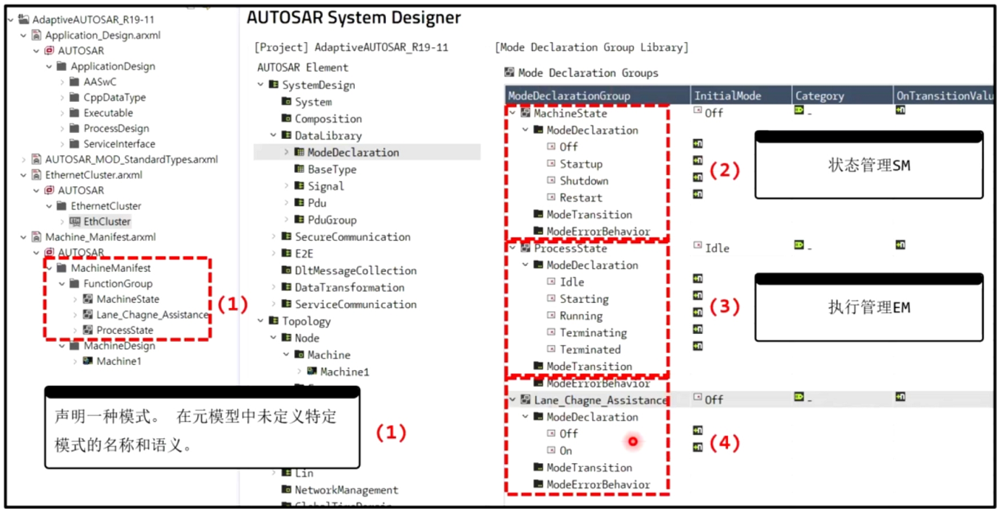 AdaptiveAUTOSAR_R19-11
Application_Design.arxml
AUTOSAR
ApplicationDesign
AASwC
CppDataType
Executable
ProcessDesign
ServiceInterface
AUTOSAR_MOD_StandardTypes.arxml
EthernetCluster.arxml
AUTOSAR
EthernetCluster
EthCluster
Machine_Manifest.arxml
AUTOSAR
MachineManifest
FunctionGroup
MachineState
Lane_Chagne_Assistance
ProcessState
MachineDesign
Machine1
(1)
声明一种模式。 在元模型中未定义特定
模式的名称和语义。
(1)
AUTOSAR System Designer
[Project] AdaptiveAUTOSAR_R19-11
AUTOSAR Element
SystemDesign
System
Composition
DataLibrary
ModeDeclaration
BaseType
Signal
Pdu
PduGroup
SecureCommunication
E2E
DltMessageCollection
DataTransformation
ServiceCommunication
Topology
Node
Machine
Machine1
Lin
NetworkManagement
GlobalTimeDomain
[Mode Declaration Group Library]
Mode Declaration Groups
ModeDeclarationGroup InitialMode Category OnTransitionValu
MachineState Off -
ModeDeclaration
Off
Startup
Shutdown
Restart
ModeTransition
ModeErrorBehavior
(2)
状态管理SM
ProcessState Idle -
ModeDeclaration
Idle
Starting
Running
Terminating
Terminated
ModeTransition
ModeErrorBehavior
(3)
执行管理EM
Lane_Chagne_Assistance Off -
ModeDeclaration
Off
On
ModeTransition
ModeErrorBehavior
(4)